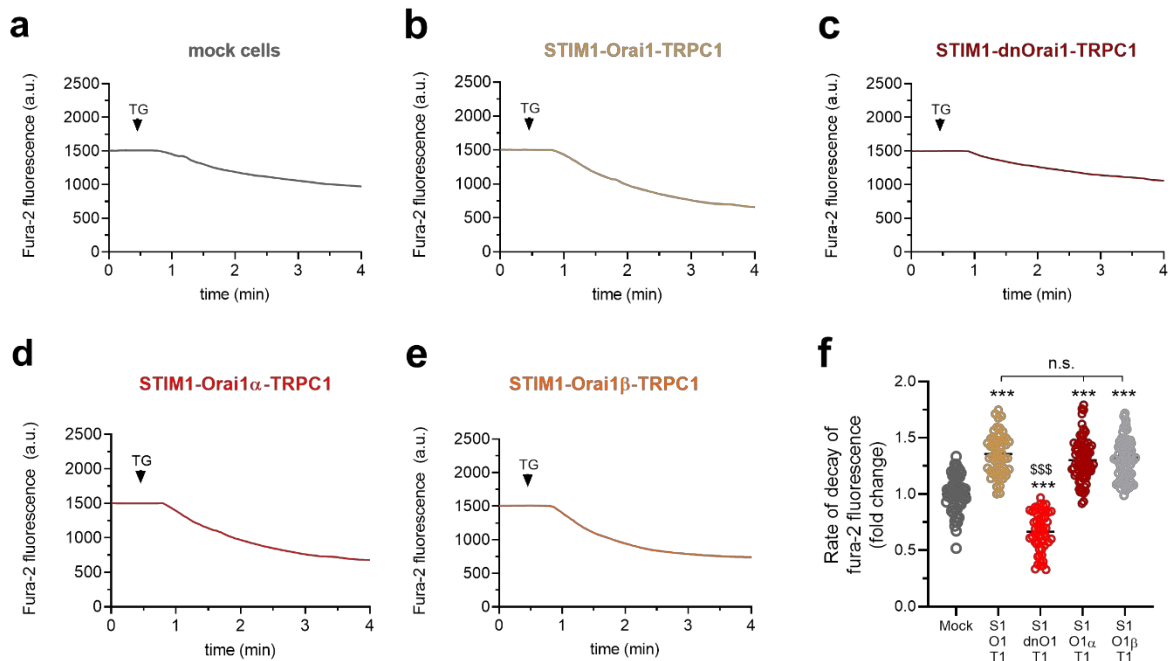 a
mock cells
Fura-2 fluorescence (a.u.)
2500
2000
1500
1000
500
0
TG
0 1 2 3 4
time (min)
b
STIM1-Orai1-TRPC1
Fura-2 fluorescence (a.u.)
2500
2000
1500
1000
500
0
TG
0 1 2 3 4
time (min)
c
STIM1-dnOrai1-TRPC1
Fura-2 fluorescence (a.u.)
2500
2000
1500
1000
500
0
TG
0 1 2 3 4
time (min)
d
STIM1-Orai1α-TRPC1
Fura-2 fluorescence (a.u.)
2500
2000
1500
1000
500
0
TG
0 1 2 3 4
time (min)
e
STIM1-Orai1β-TRPC1
Fura-2 fluorescence (a.u.)
2500
2000
1500
1000
500
0
TG
0 1 2 3 4
time (min)
f
Rate of decay of
fura-2 fluorescence
(fold change)
2.0
1.5
1.0
0.5
0.0
n.s.
*** *** ***
$$$
***
Mock S1 S1 S1 S1
O1 dnO1 O1α O1β
T1 T1 T1 T1